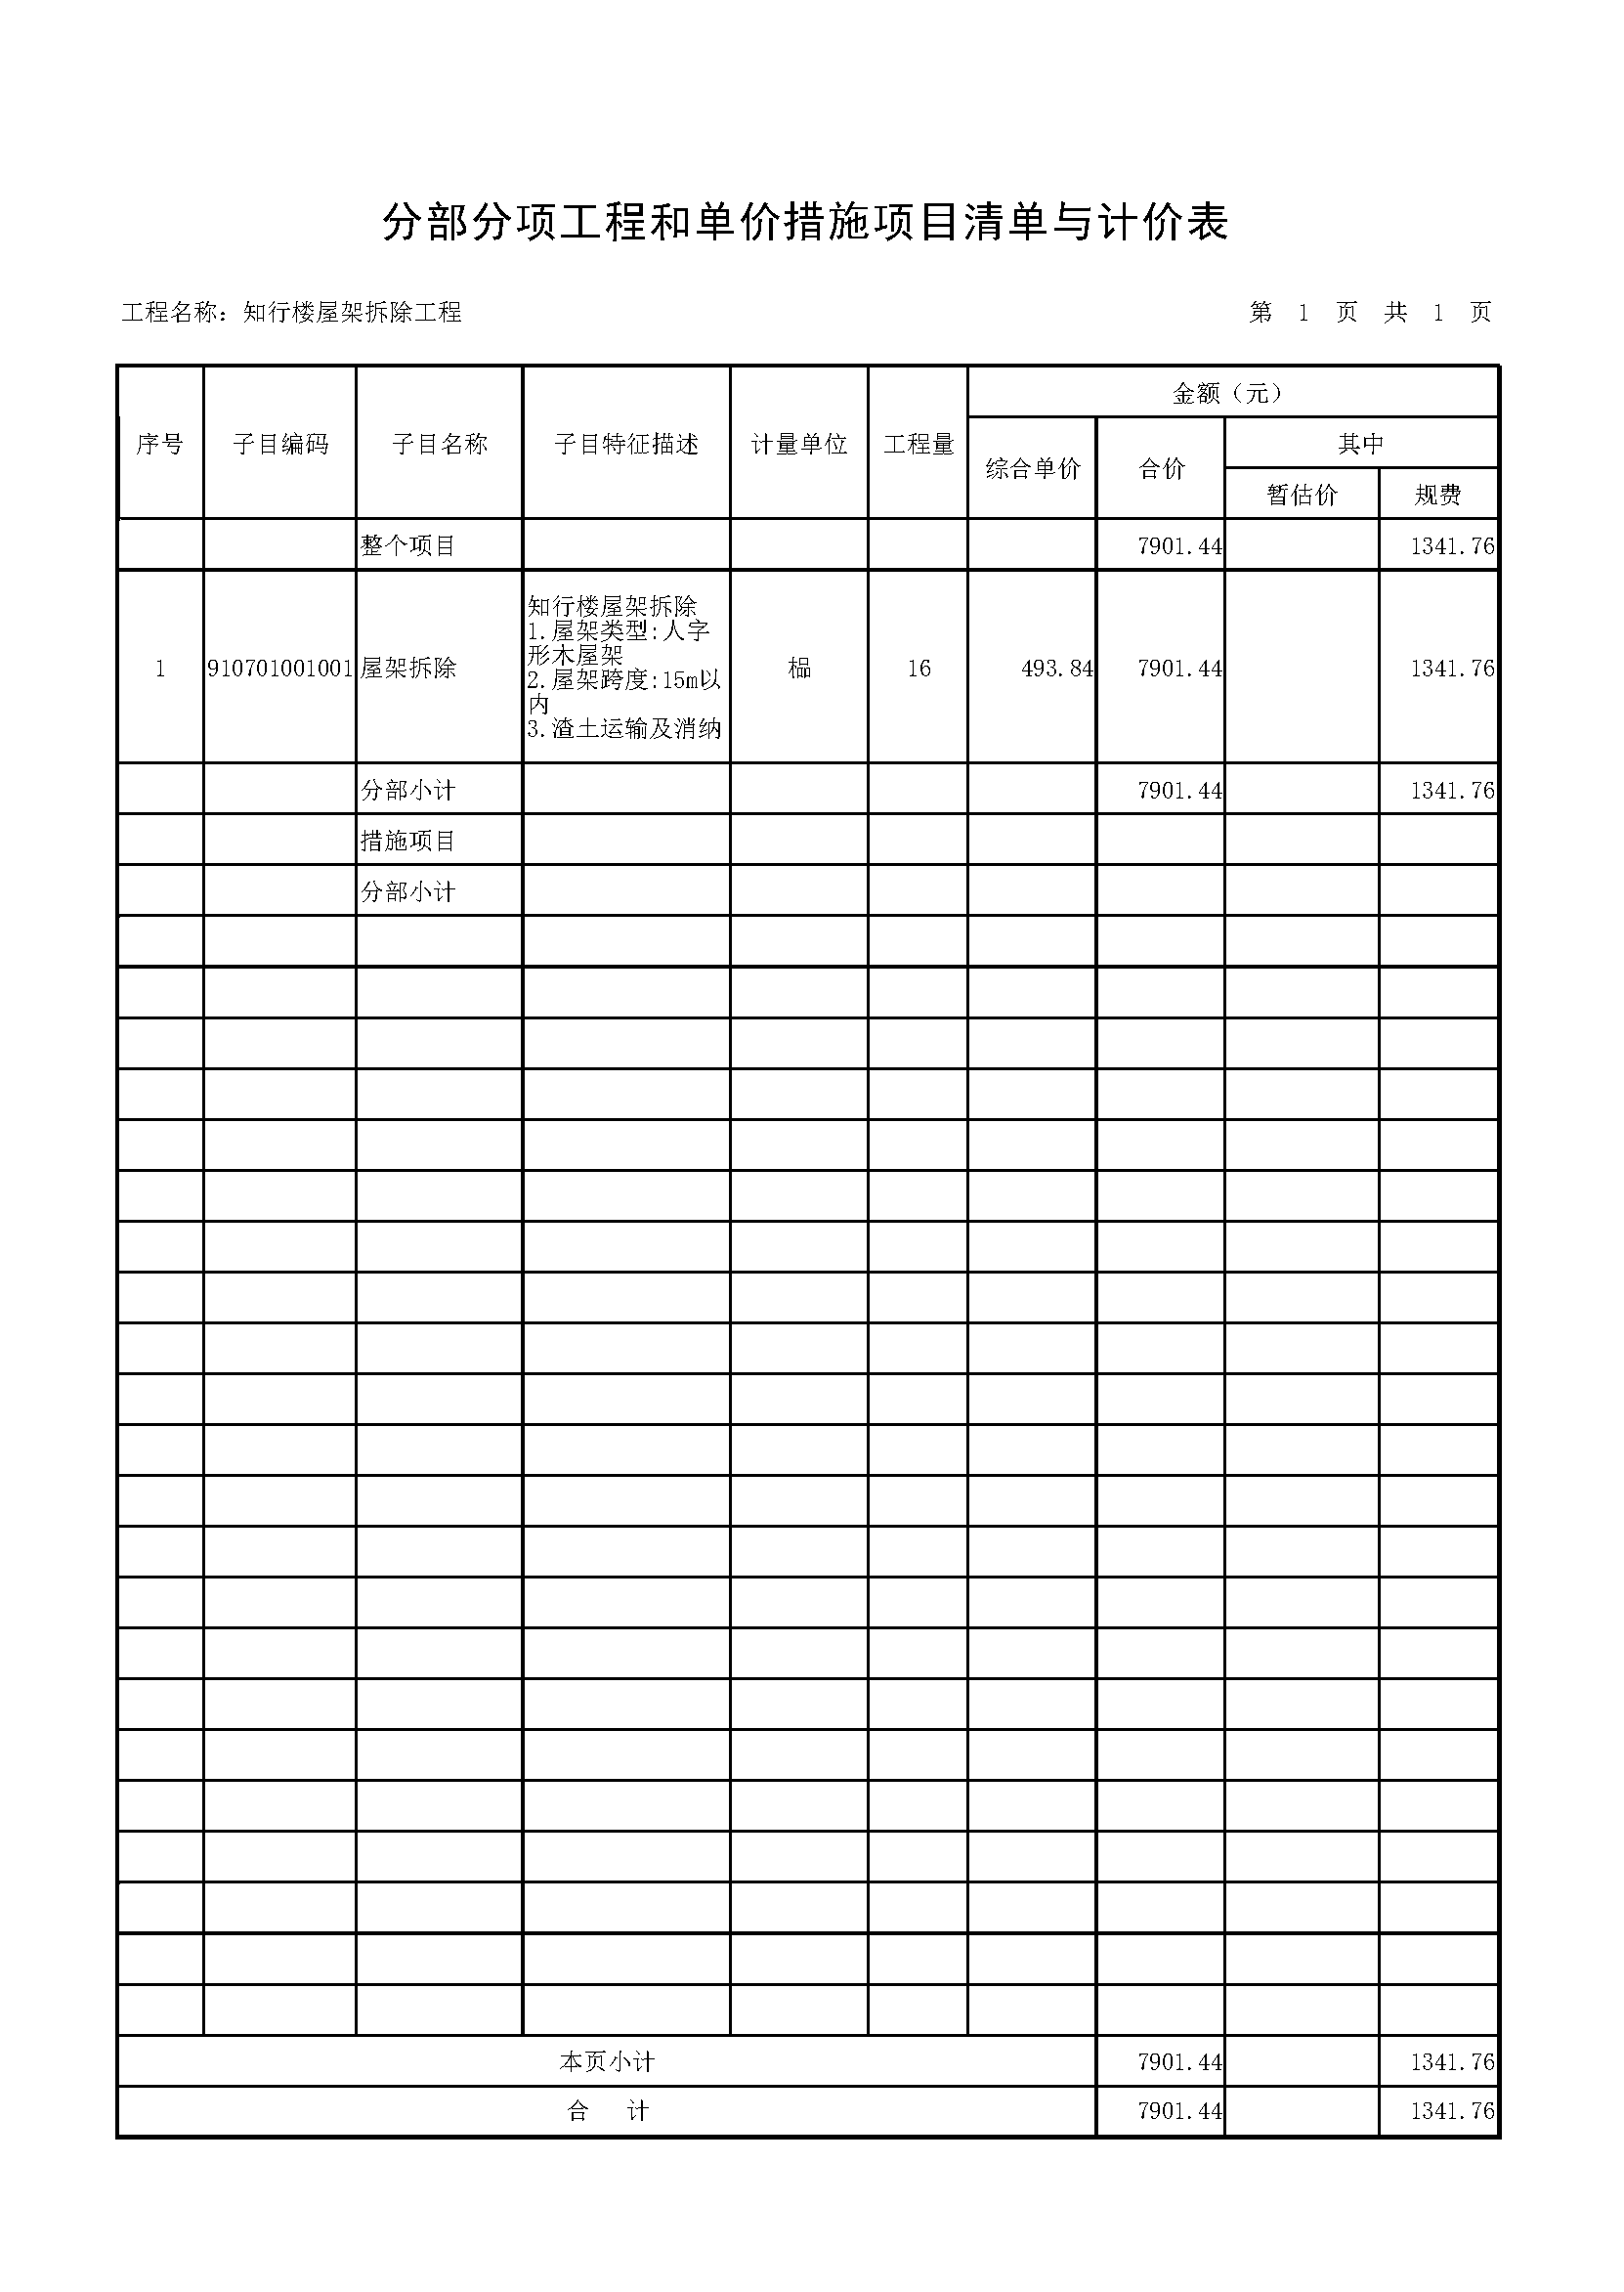 分部分项工程和单价措施项目清单与计价表
工程名称：知行楼屋架拆除工程 第 1 页 共 1 页
序号 子目编码 子目名称 子目特征描述 计量单位 工程量 金额（元）
综合单价 合价 其中
暂估价 规费
整个项目 7901.44 1341.76
1 910701001001 屋架拆除 知行楼屋架拆除
1.屋架类型:人字
形木屋架
2.屋架跨度:15m以
内
3.渣土运输及消纳 榀 16 493.84 7901.44 1341.76
分部小计 7901.44 1341.76
措施项目
分部小计
本页小计 7901.44 1341.76
合 计 7901.44 1341.76